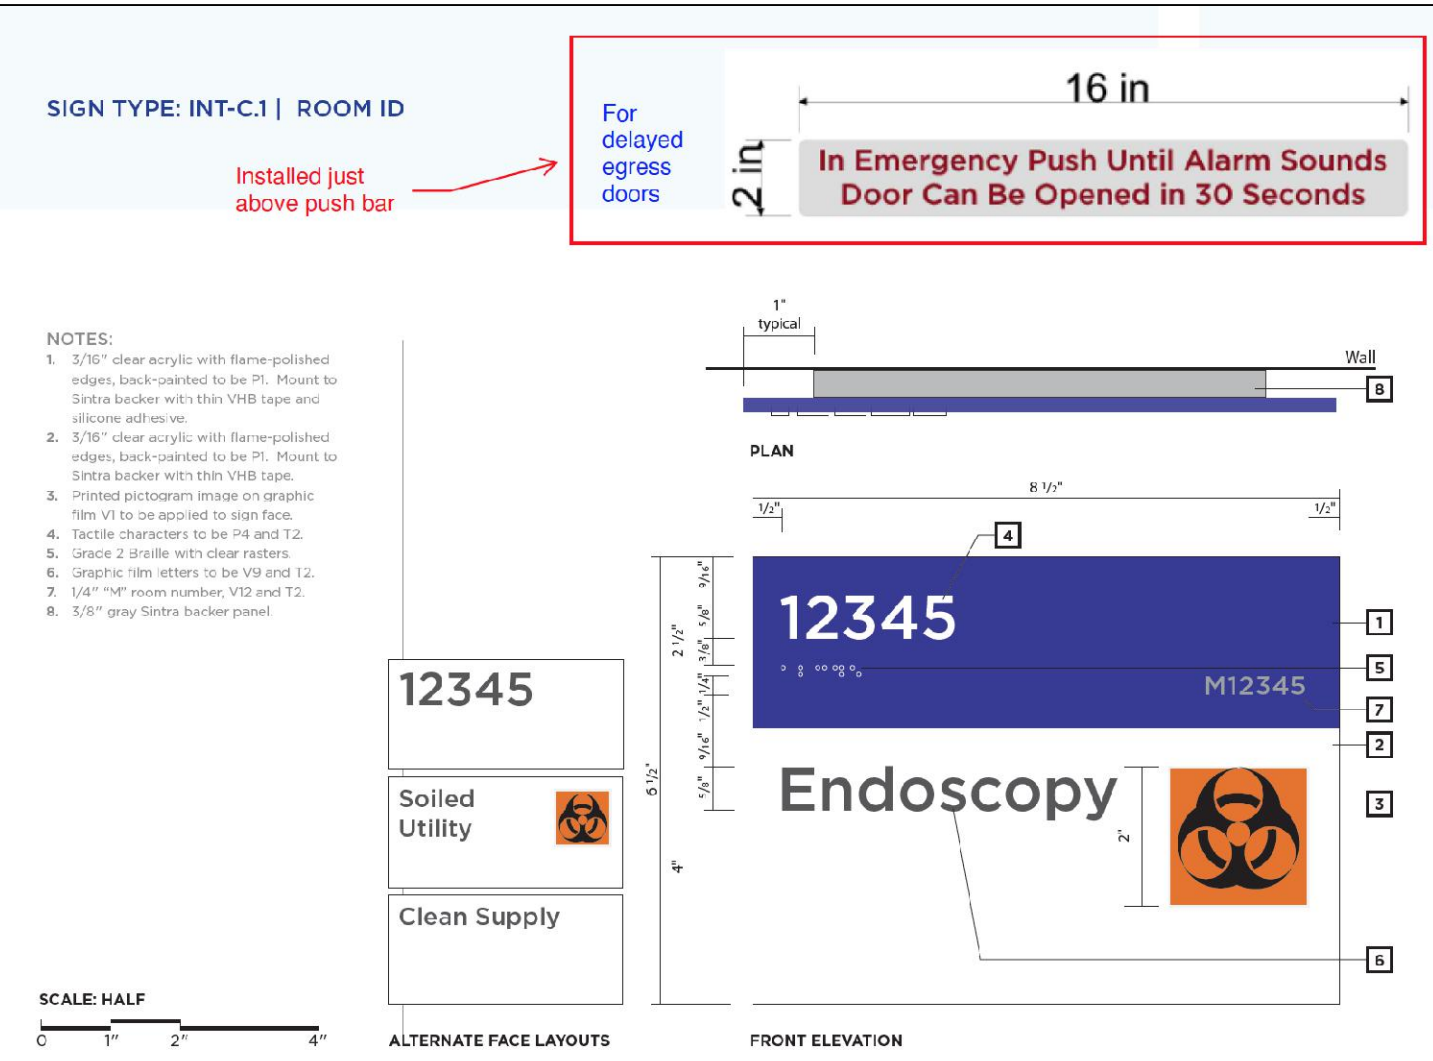 SIGN TYPE: INT-C.1 | ROOM ID
Installed just
above push bar
For
delayed
egress
doors
16 in
2 in
In Emergency Push Until Alarm Sounds
Door Can Be Opened in 30 Seconds
NOTES:
1. 3/16" clear acrylic with flame-polished
edges, back-painted to be P1. Mount to
Sintra backer with thin VHB tape and
silicone adhesive.
2. 3/16" clear acrylic with flame-polished
edges, back-painted to be P1. Mount to
Sintra backer with thin VHB tape.
3. Printed pictogram image on graphic
film V1 to be applied to sign face.
4. Tactile characters to be P4 and T2.
5. Grade 2 Braille with clear rasters.
6. Graphic film letters to be V9 and T2.
7. 1/4" "M" room number, V12 and T2.
8. 3/8" gray Sintra backer panel.
1"
typical
Wall
8
PLAN
8 1/2"
1/2"
1/2"
4
9/16"
5/8"
2 1/2"
3/8"
1/4"
1/2"
9/16"
5/8"
6 1/2"
4"
12345
M12345
1
5
7
2
Endoscopy
2"
3
6
12345
Soiled
Utility
Clean Supply
SCALE: HALF
0 1" 2" 4"
ALTERNATE FACE LAYOUTS
FRONT ELEVATION